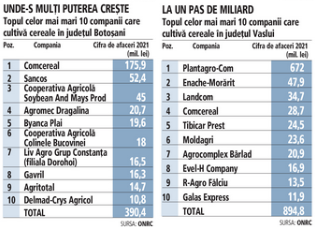 UNDE-S MULŢI PUTEREA CREŞTE
Topul celor mai mari 10 companii care
cultivă cereale în judeţul Botoşani
Poz. Compania Cifra de afaceri 2021
(mil. lei)
1 Comcereal 175,9
2 Sancos 52,4
3 Cooperativa Agricolă
Soybean And Mays Prod 45
4 Agromec Dragalina 20,7
5 Byanca Plai 19,6
6 Cooperativa Agricolă
Colinele Bucovinei 18
7 Liv Agro Grup Constanţa
(filiala Dorohoi) 16,5
8 Gavril 16,3
9 Agritotal 14,7
10 Delmad-Crys Agricol 10,8
TOTAL 390,4
SURSA: ONRC
LA UN PAS DE MILIARD
Topul celor mai mari 10 companii care
cultivă cereale în judeţul Vaslui
Poz. Compania Cifra de afaceri 2021
(mil. lei)
1 Plantagro-Com 672
2 Enache-Morărit 47,9
3 Landcom 34,7
4 Comcereal 28,7
5 Tibicar Prest 24,5
6 Moldagri 23,6
7 Agrocomplex Bârlad 20,9
8 Evel-H Company 16,9
9 R-Agro Fălciu 13,5
10 Galas Express 11,9
TOTAL 894,8
SURSA: ONRC